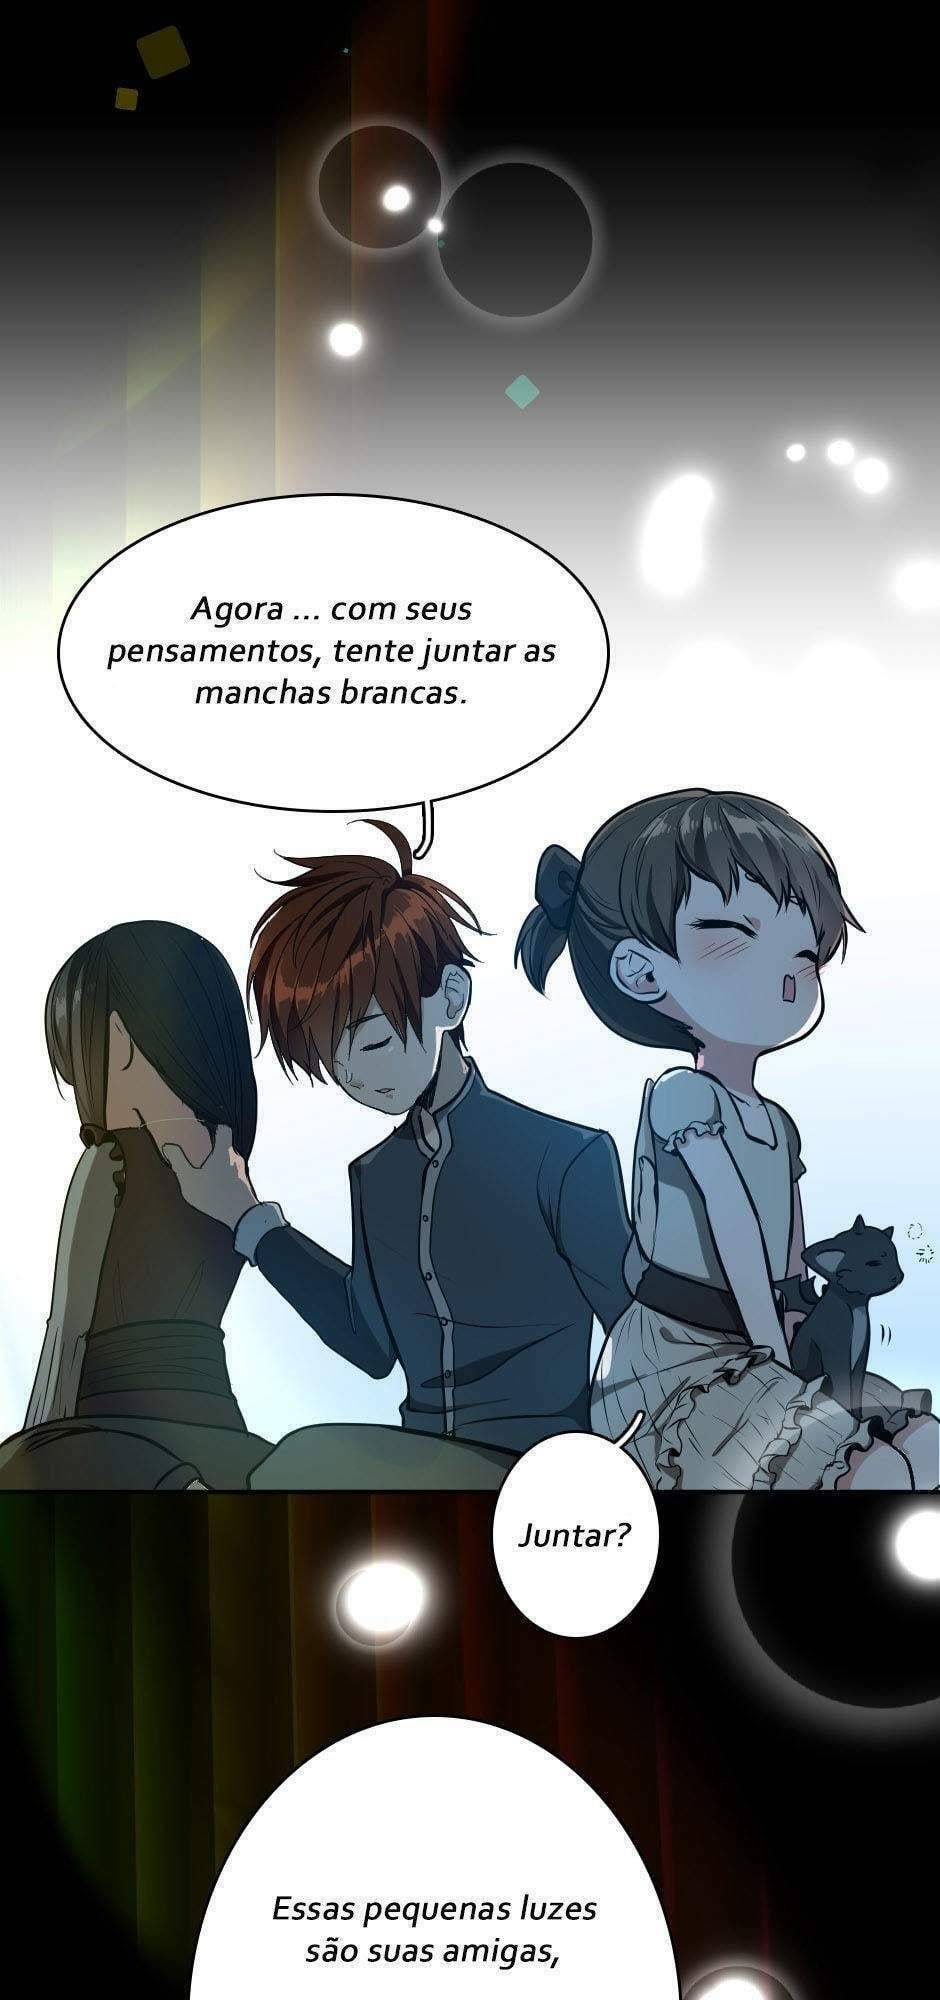 Agora ... com seus
pensamentos, tente juntar as
manchas brancas.
Juntar?
Essas pequenas luzes
são suas amigas,